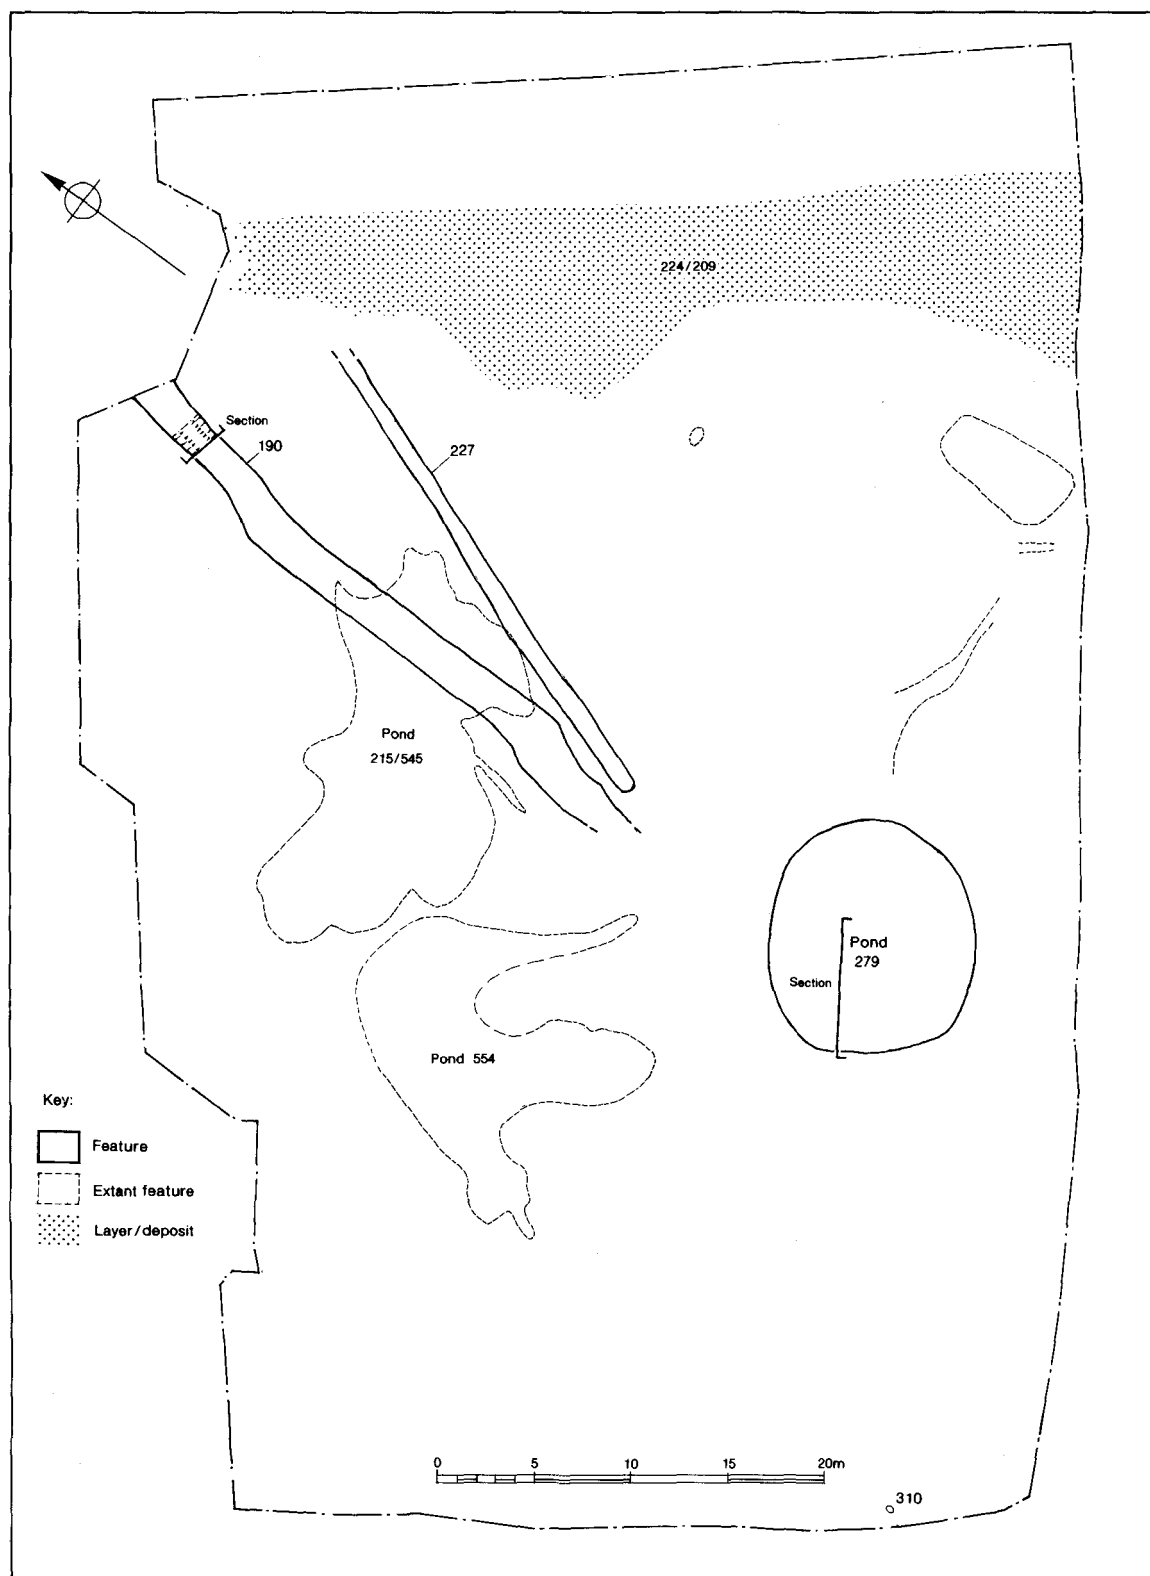 224/209
Section
190
227
Pond
215/545
Pond
279
Section
Pond 554
Key:
Feature
Extant feature
Layer/deposit
0 5 10 15 20m
310